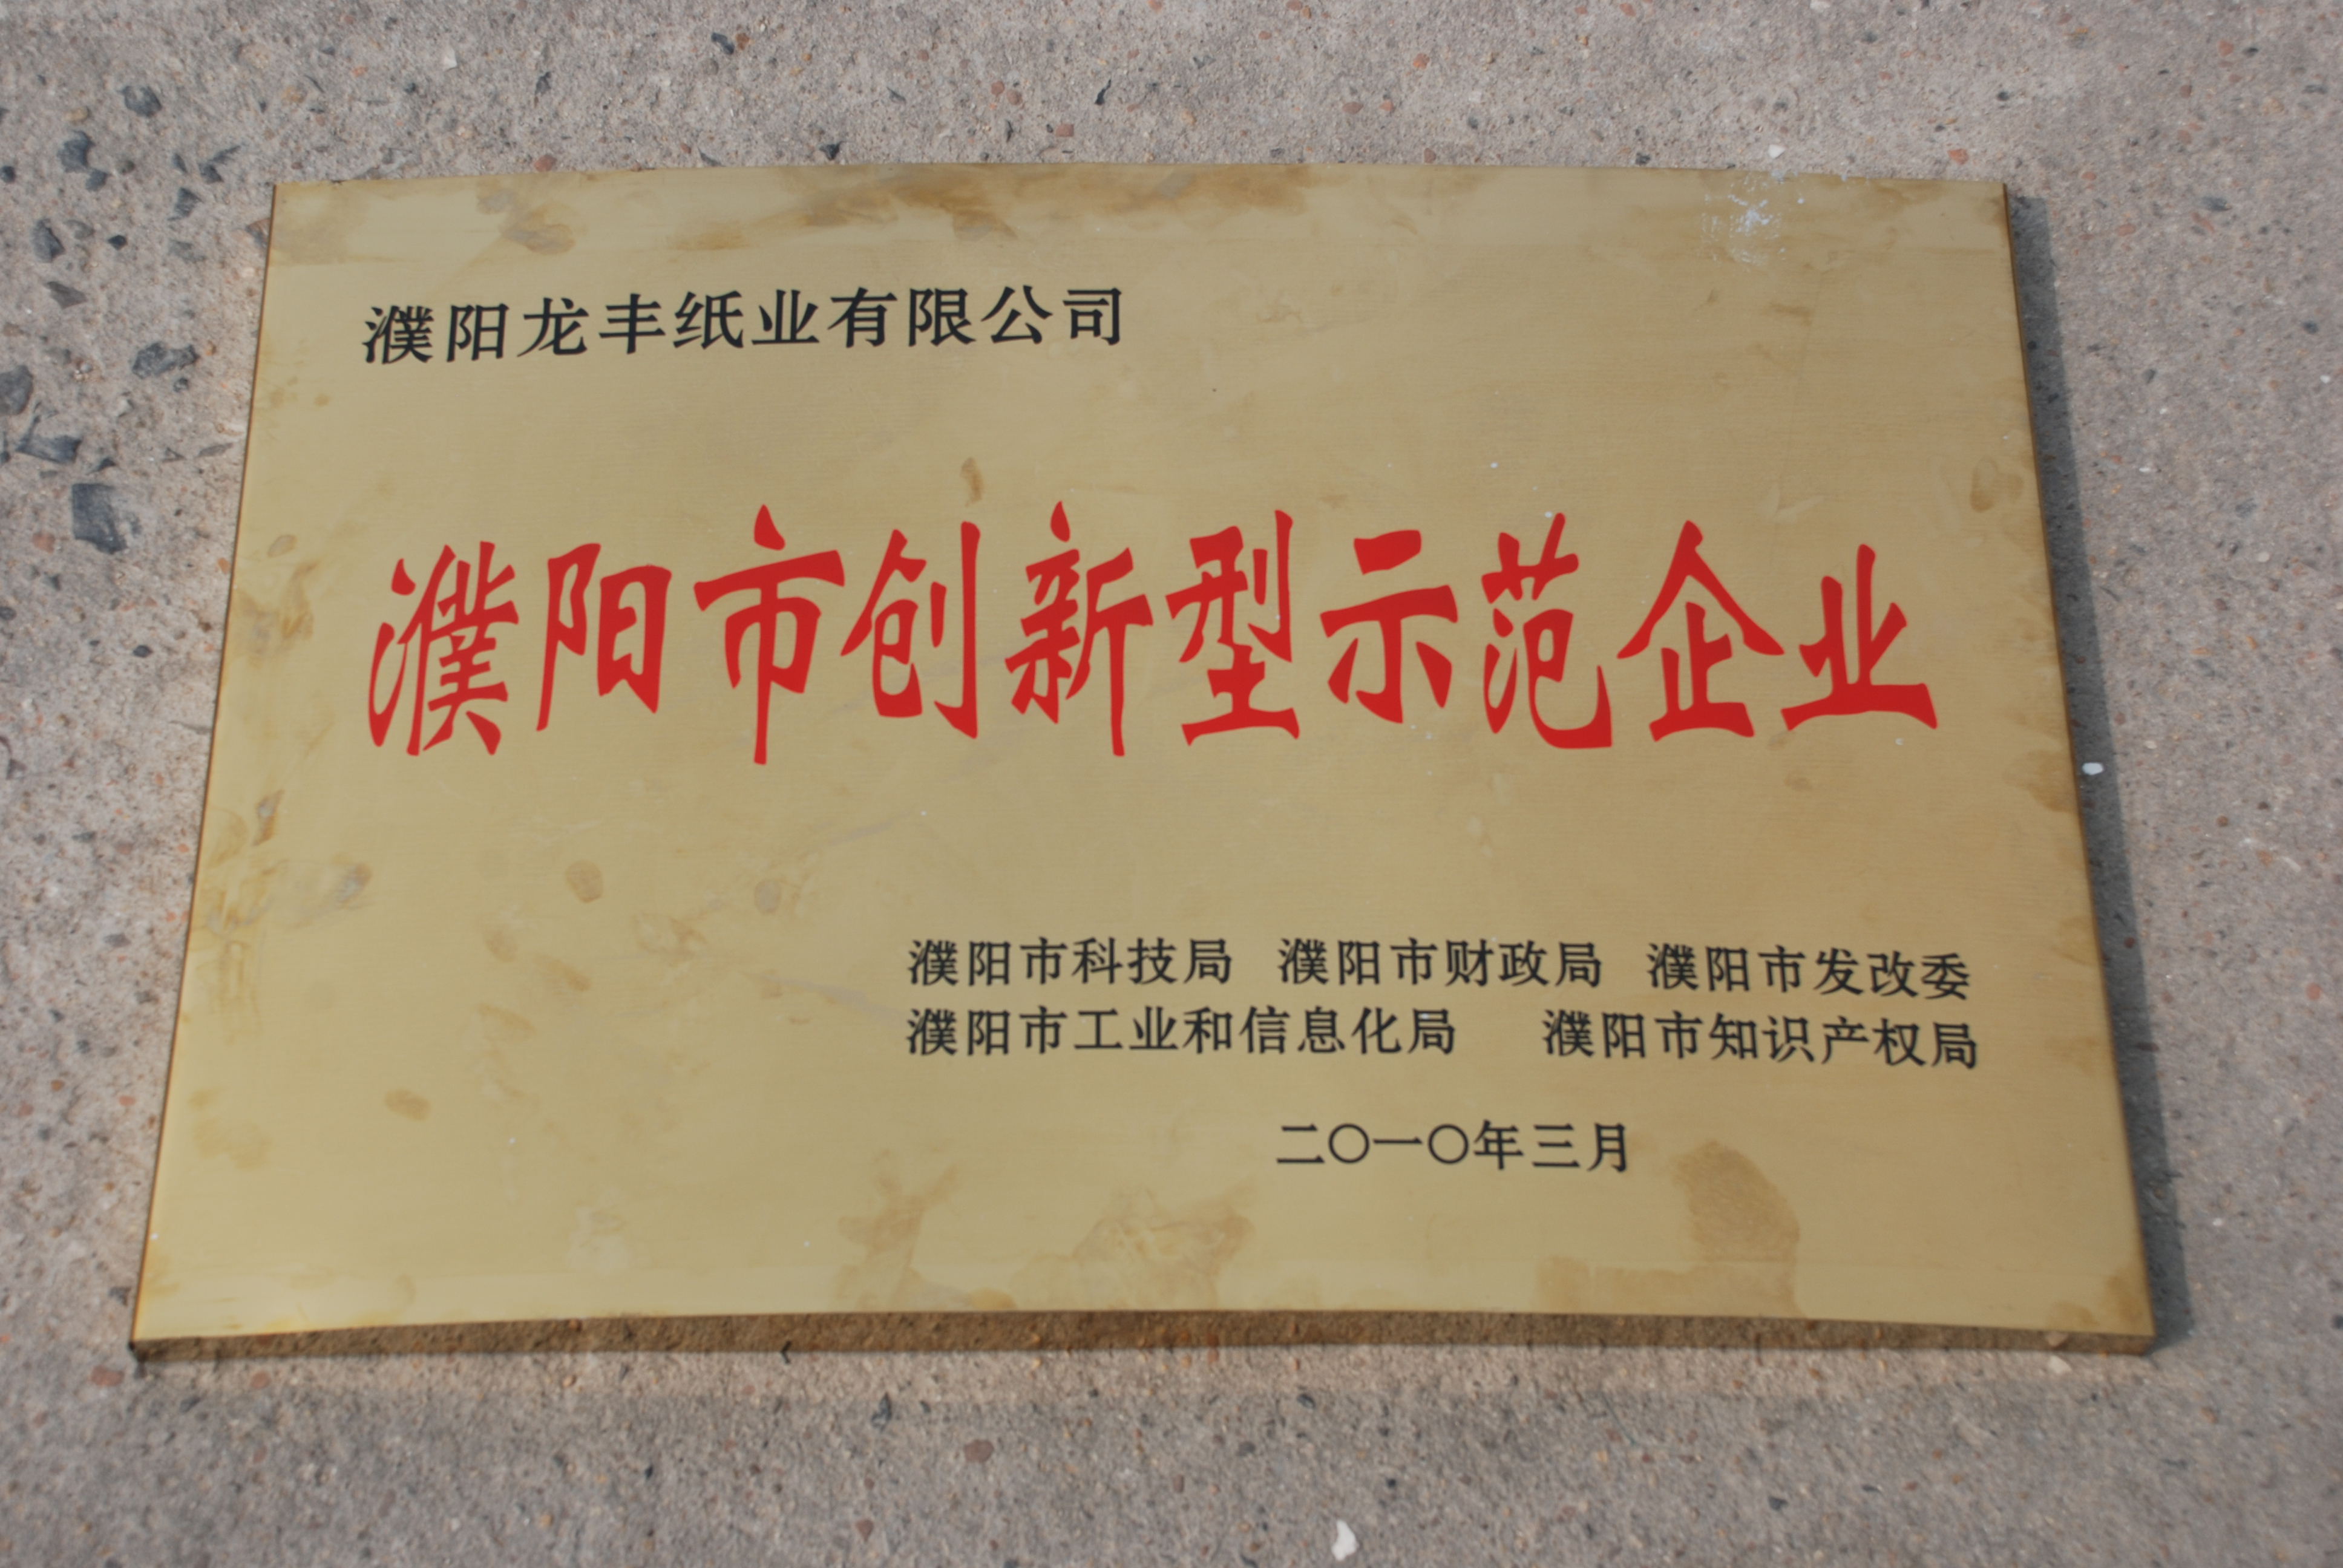 濮阳龙丰纸业有限公司
濮阳市创新型示范企业
濮阳市科技局 濮阳市财政局 濮阳市发改委
濮阳市工业和信息化局 濮阳市知识产权局
二〇一〇年三月